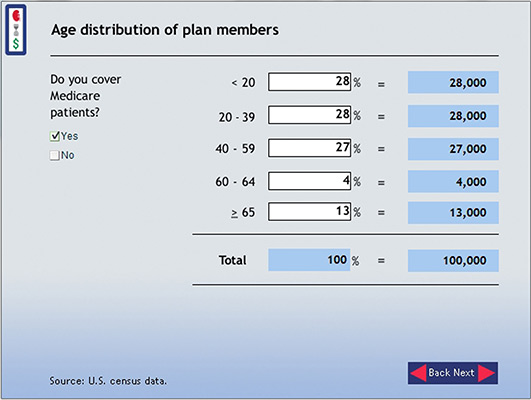 $
Age distribution of plan members
Do you cover
Medicare
patients?
Yes
No
< 20 28 % = 28,000
20 - 39 28 % = 28,000
40 - 59 27 % = 27,000
60 - 64 4 % = 4,000
≥ 65 13 % = 13,000
Total 100 % = 100,000
Source: U.S. census data.
Back Next